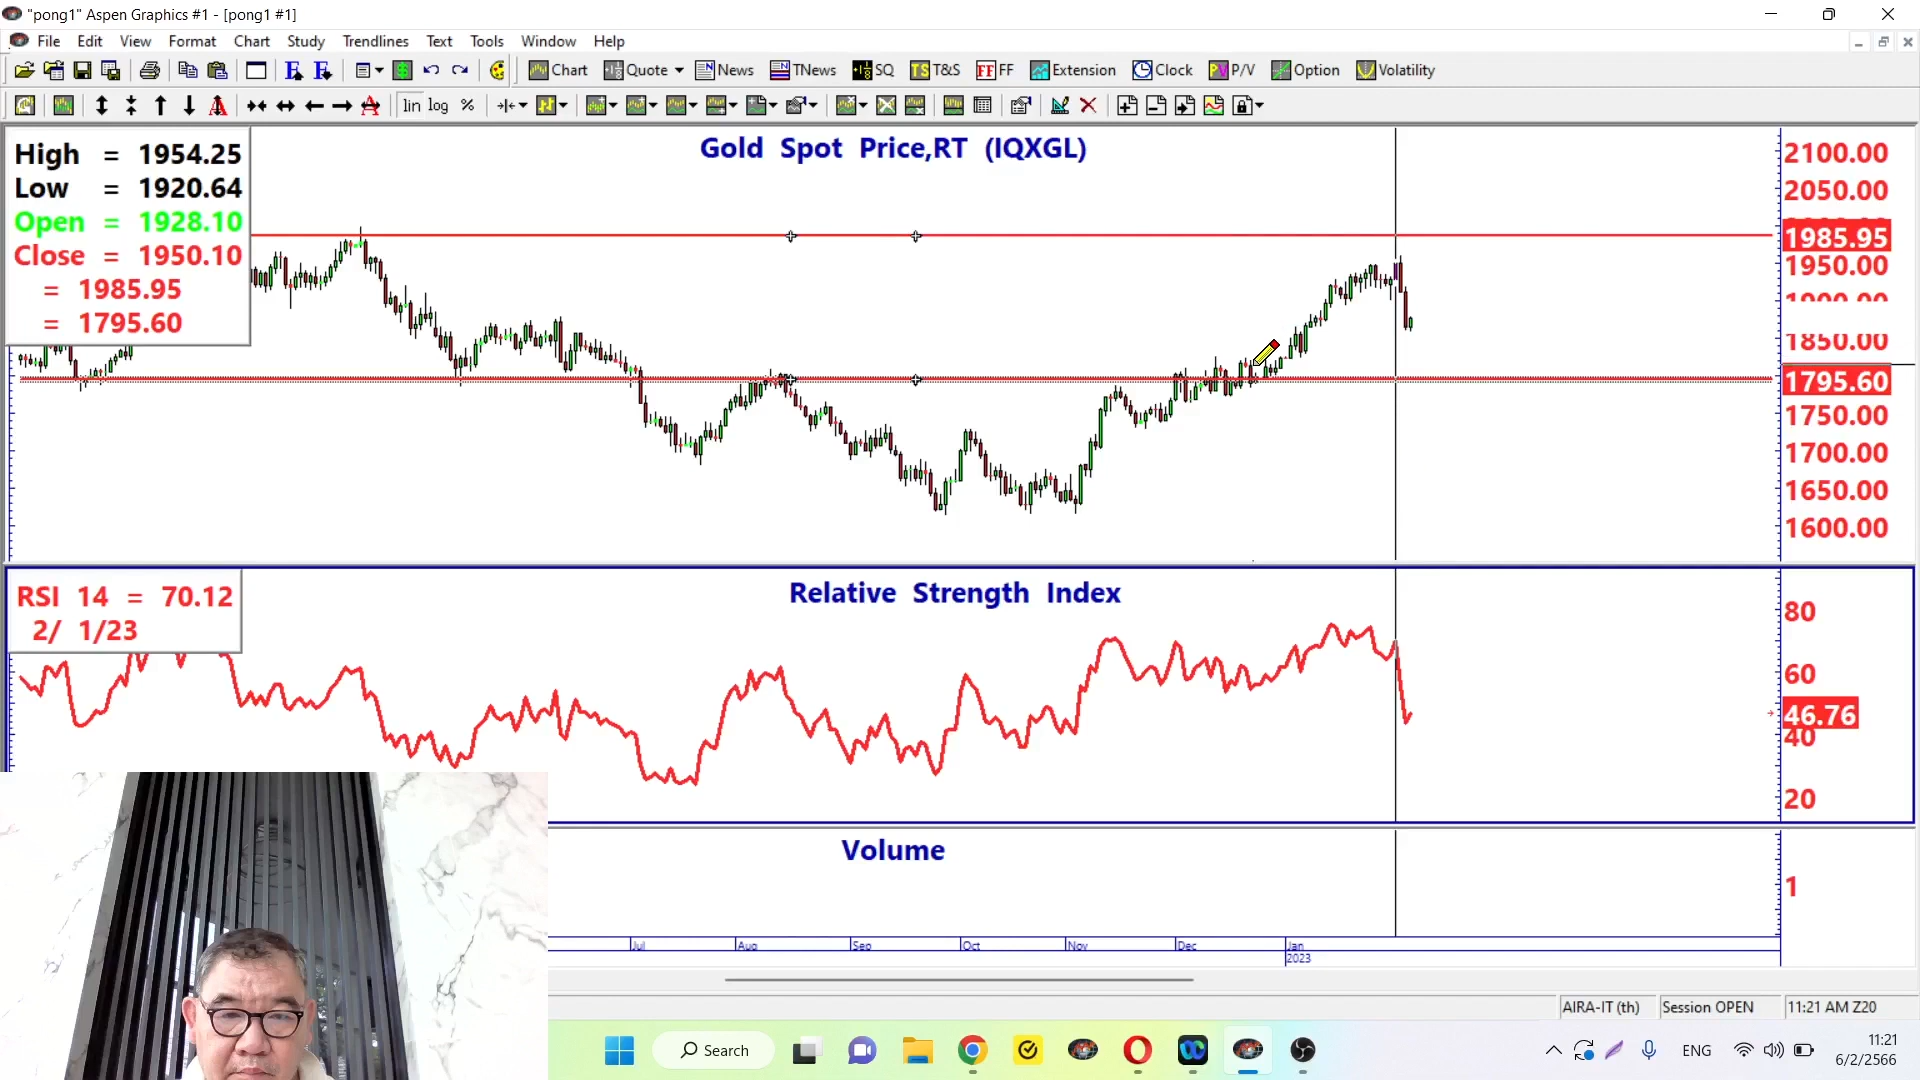 "pong1" Aspen Graphics #1 - [pong1 #1]
File Edit View Format Chart Study Trendlines Text Tools Window Help
Chart Quote News TNews SQ T&S FF FF Extension Clock P/V Option Volatility
lin log %
Gold Spot Price,RT (IQXGL)
High = 1954.25
Low = 1920.64
Open = 1928.10
Close = 1950.10
= 1985.95
= 1795.60
2100.00
2050.00
1985.95
1950.00
1850.00
1795.60
1750.00
1700.00
1650.00
1600.00
Relative Strength Index
RSI 14 = 70.12
2/ 1/23
80
60
46.76
40
20
Volume
1
Jul Aug Sep Oct Nov Dec Jan
2023
AIRA-IT (th) Session OPEN 11:21 AM Z20
Search
ENG
11:21
6/2/2566